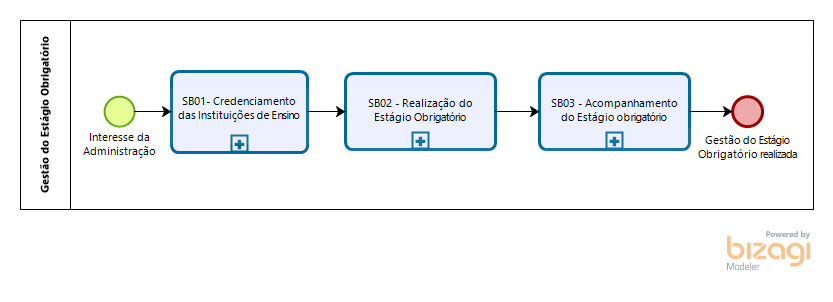 Gestão do Estágio Obrigatório
Interesse da
Administração
SB01- Credenciamento
das Instituições de Ensino
SB02 - Realização do
Estágio Obrigatório
SB03 - Acompanhamento
do Estágio obrigatório
Gestão do Estágio
Obrigatório realizada
Powered by
bizagi
Modeler